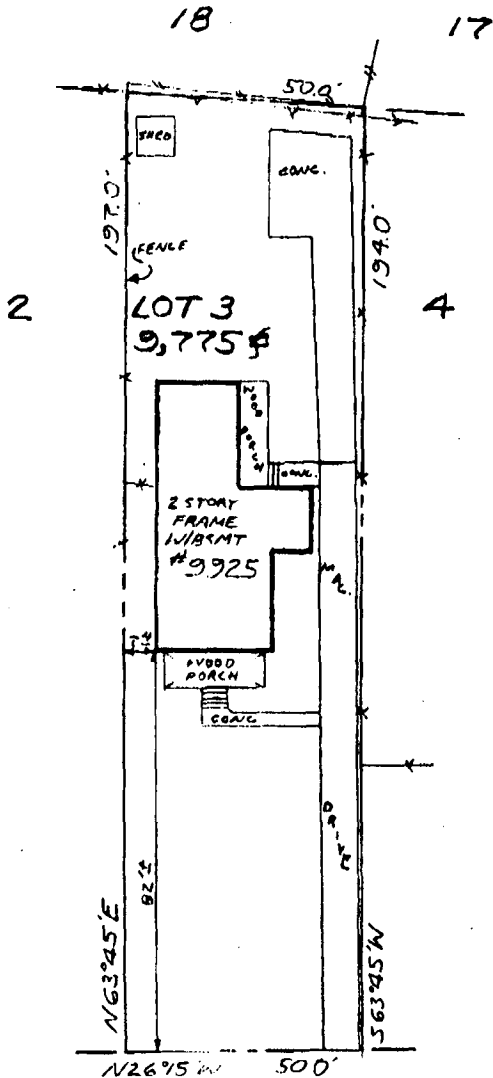 18
17
50.0'
SHED
CONC.
197.0'
194.0'
FENCE
2
LOT 3
4
9,775
WOOD
PORCH
CONC.
2 STORY
FRAME
W/BSMT
#9925
MAC.
WOOD
PORCH
CONC
DRIVE
N63°45'E
S63°45'W
N26°15'W
50.0'